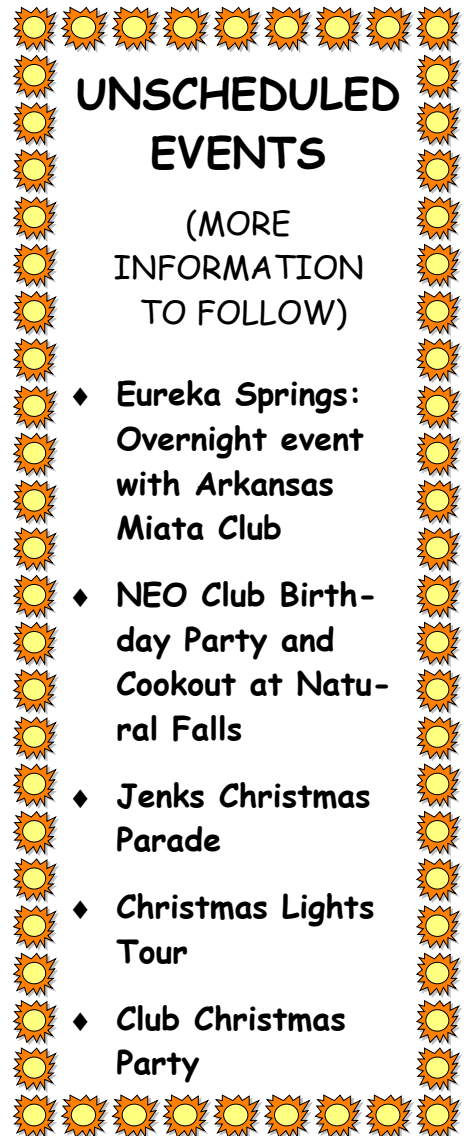 UNSCHEDULED
EVENTS
(MORE
INFORMATION
TO FOLLOW)
♦ Eureka Springs:
Overnight event
with Arkansas
Miata Club
♦ NEO Club Birth-
day Party and
Cookout at Natu-
ral Falls
♦ Jenks Christmas
Parade
♦ Christmas Lights
Tour
♦ Club Christmas
Party